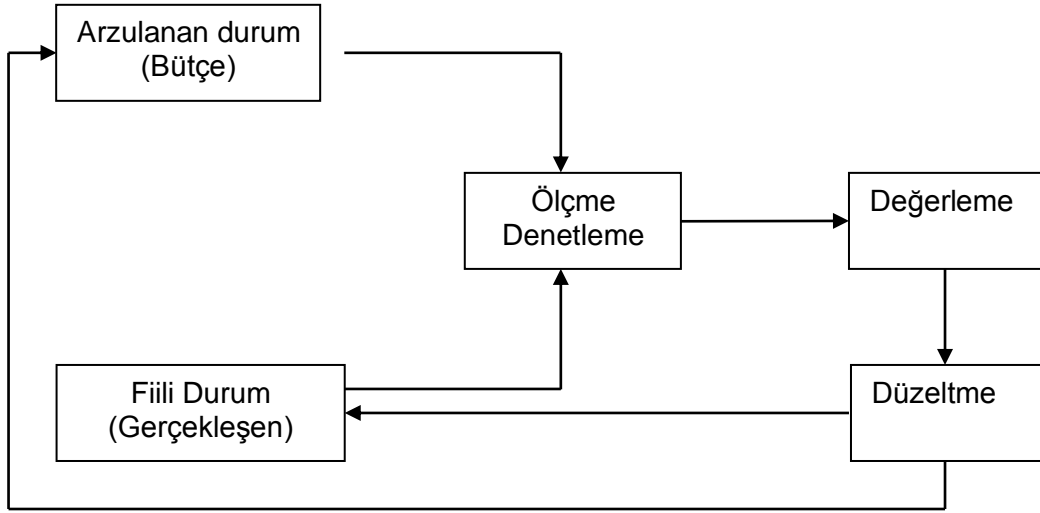 Arzulanan durum
(Bütçe)
Ölçme
Denetleme
Değerleme
Fiili Durum
(Gerçekleşen)
Düzeltme